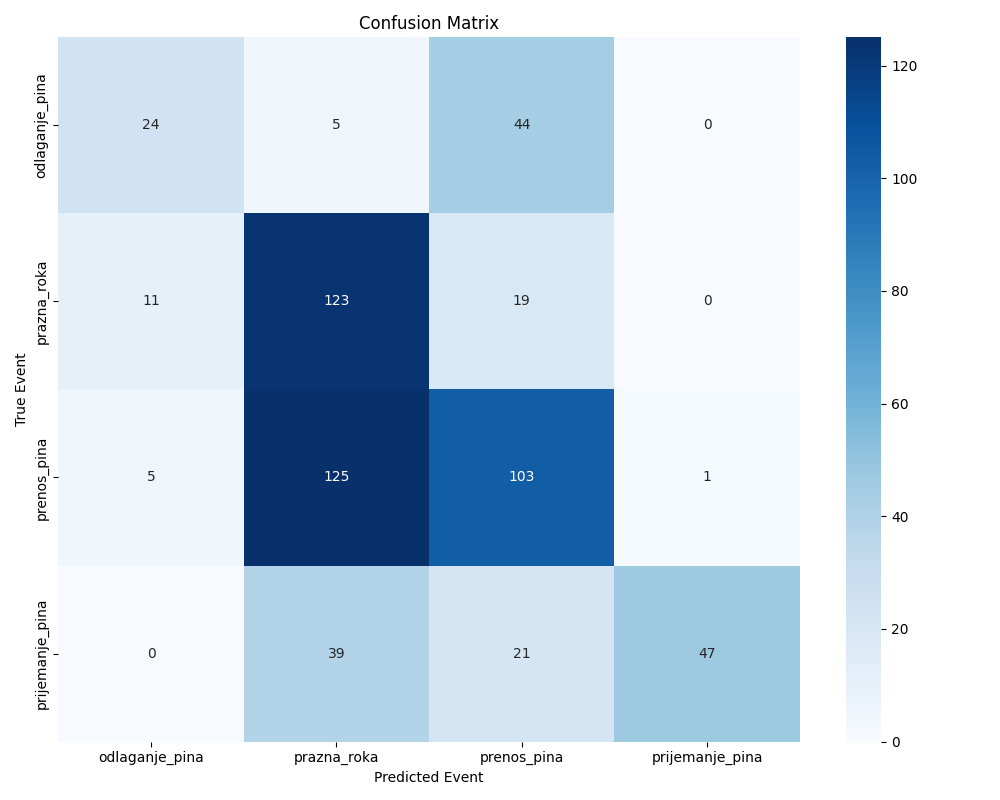 Confusion Matrix
True Event
odlaganje_pina
24 5 44 0
prazna_roka
11 123 19 0
prenos_pina
5 125 103 1
prijemanje_pina
0 39 21 47
odlaganje_pina prazna_roka prenos_pina prijemanje_pina
Predicted Event
120
100
80
60
40
20
0